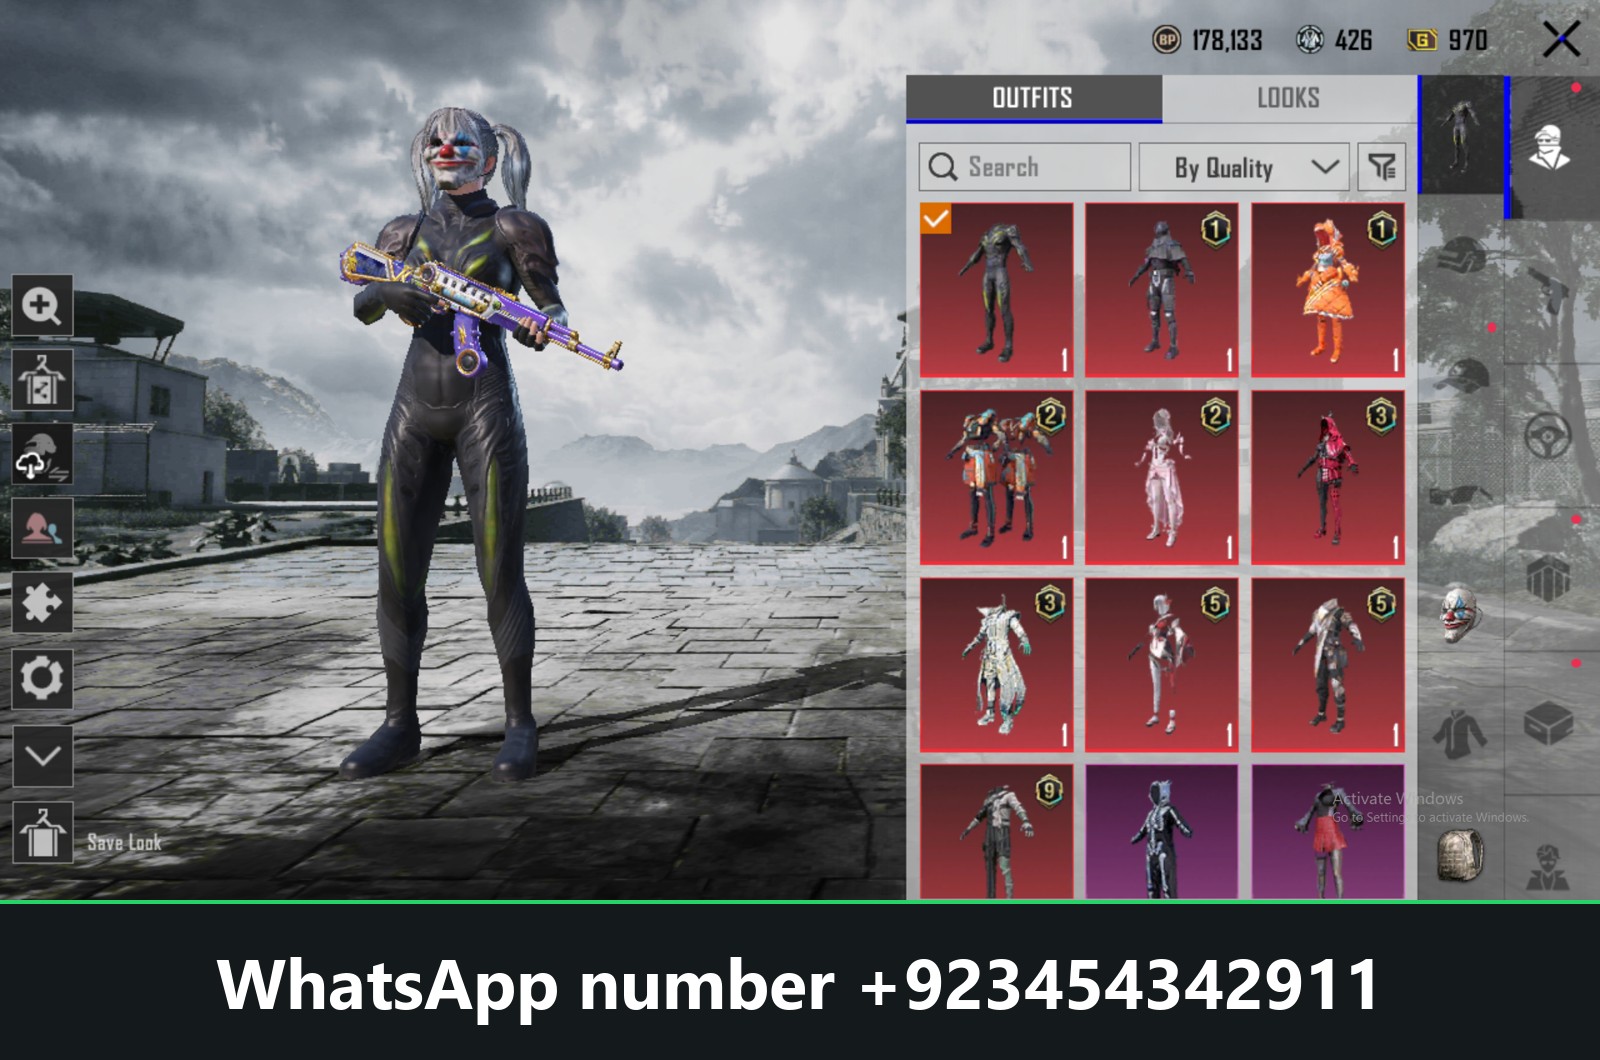 BP 178,133 426 G 970
OUTFITS LOOKS
Search By Quality
1 1
1 1 1
2 2 3
1 1 1
3 5 5
1 1 1
9
Activate Windows
Go to Settings to activate Windows.
Save Look
WhatsApp number +923454342911